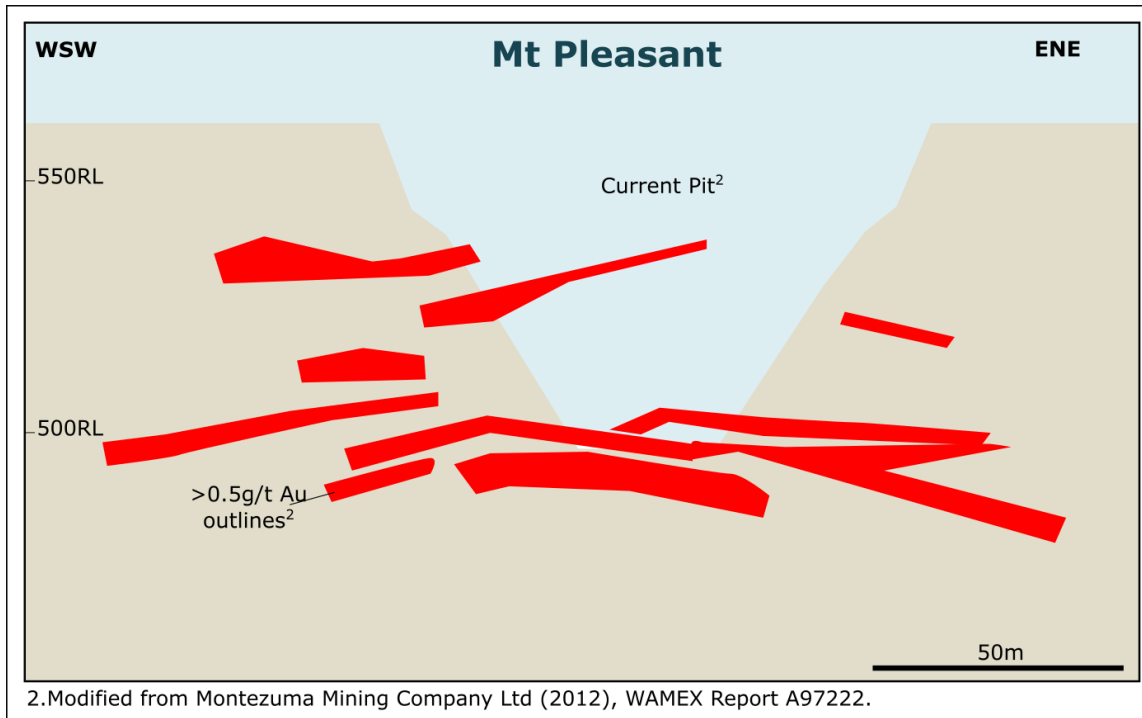 WSW
Mt Pleasant
ENE
550RL
Current Pit²
500RL
>0.5g/t Au
outlines²
50m
2.Modified from Montezuma Mining Company Ltd (2012), WAMEX Report A97222.